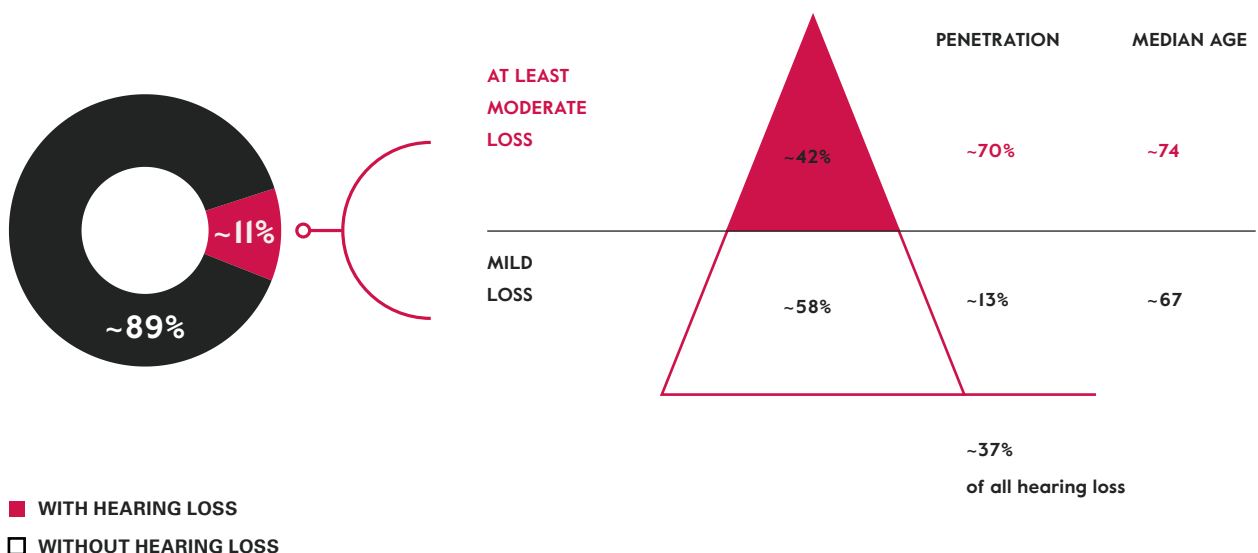 ~11%
~89%
WITH HEARING LOSS
WITHOUT HEARING LOSS
PENETRATION MEDIAN AGE
AT LEAST
MODERATE
LOSS
~42% ~70% ~74
MILD
LOSS
~58% ~13% ~67
~37%
of all hearing loss